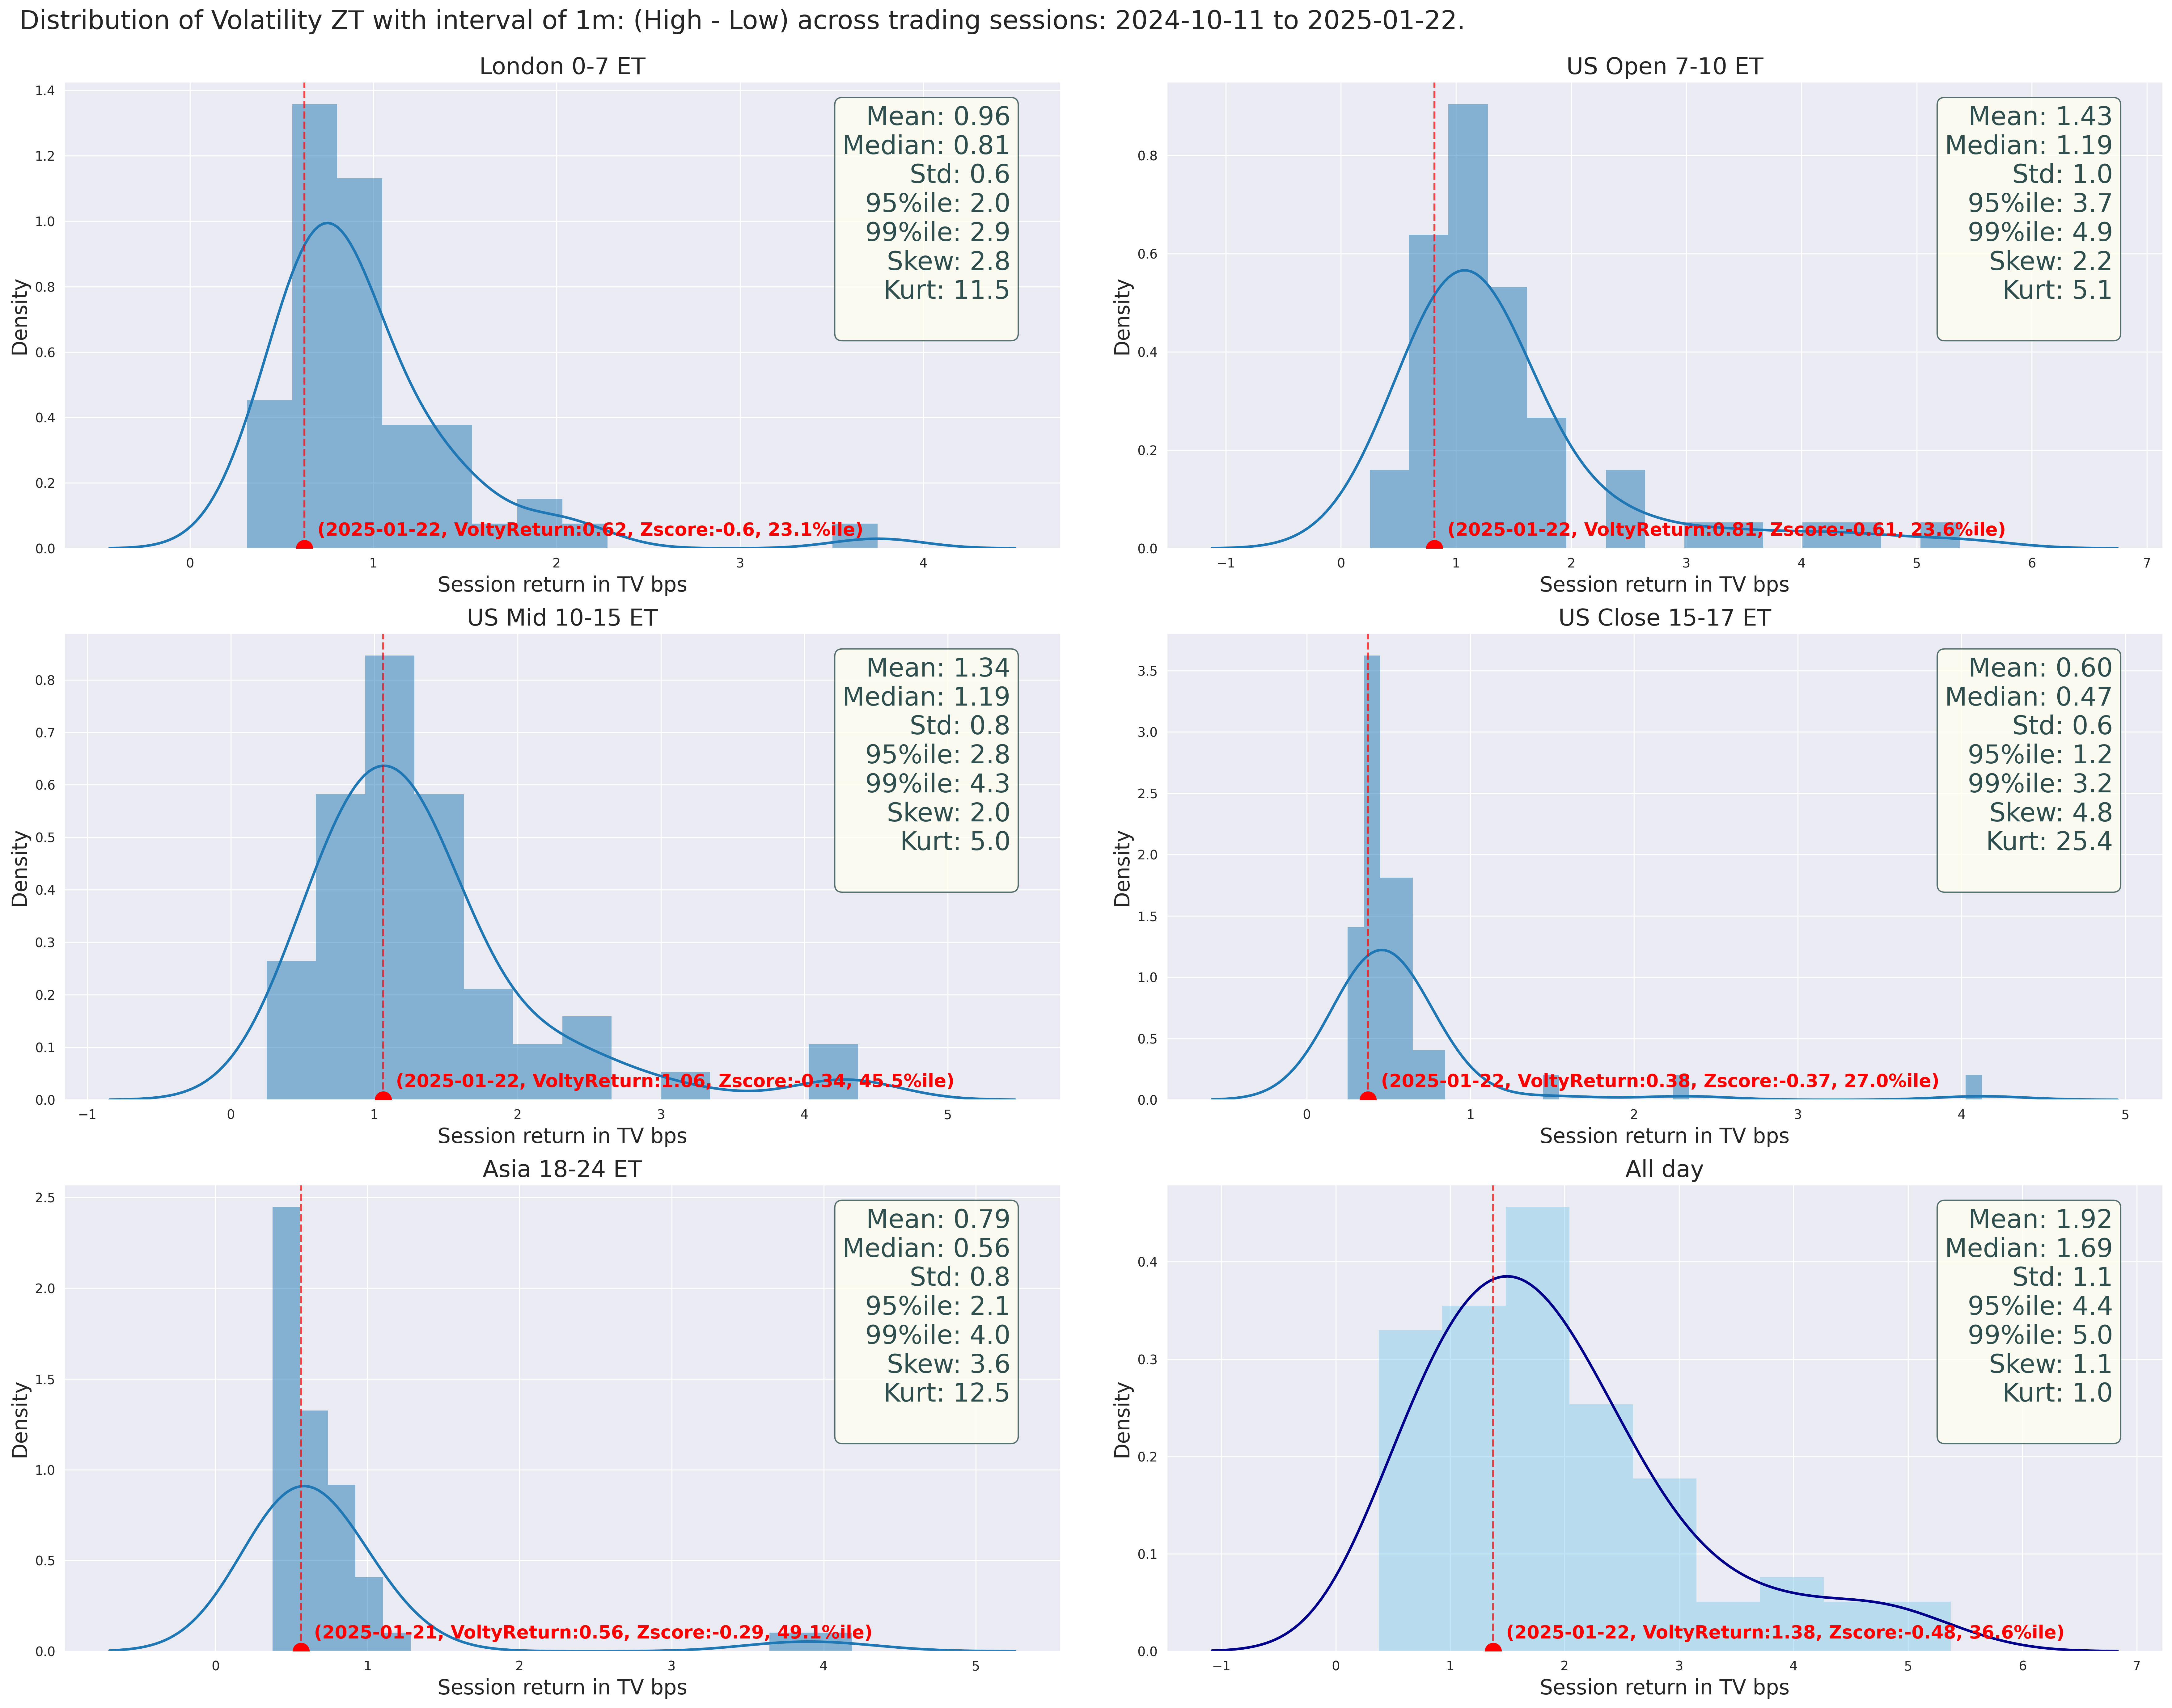 Distribution of Volatility ZT with interval of 1m: (High - Low) across trading sessions: 2024-10-11 to 2025-01-22.
London 0-7 ET
Density
1.4
1.2
1.0
0.8
0.6
0.4
0.2
0.0
Mean: 0.96
Median: 0.81
Std: 0.6
95%ile: 2.0
99%ile: 2.9
Skew: 2.8
Kurt: 11.5
(2025-01-22, VoltyReturn:0.62, Zscore:-0.6, 23.1%ile)
0 1 2 3 4
Session return in TV bps
US Open 7-10 ET
Density
0.8
0.6
0.4
0.2
0.0
Mean: 1.43
Median: 1.19
Std: 1.0
95%ile: 3.7
99%ile: 4.9
Skew: 2.2
Kurt: 5.1
(2025-01-22, VoltyReturn:0.81, Zscore:-0.61, 23.6%ile)
−1 0 1 2 3 4 5 6 7
Session return in TV bps
US Mid 10-15 ET
Density
0.8
0.7
0.6
0.5
0.4
0.3
0.2
0.1
0.0
Mean: 1.34
Median: 1.19
Std: 0.8
95%ile: 2.8
99%ile: 4.3
Skew: 2.0
Kurt: 5.0
(2025-01-22, VoltyReturn:1.06, Zscore:-0.34, 45.5%ile)
−1 0 1 2 3 4 5
Session return in TV bps
US Close 15-17 ET
Density
3.5
3.0
2.5
2.0
1.5
1.0
0.5
0.0
Mean: 0.60
Median: 0.47
Std: 0.6
95%ile: 1.2
99%ile: 3.2
Skew: 4.8
Kurt: 25.4
(2025-01-22, VoltyReturn:0.38, Zscore:-0.37, 27.0%ile)
0 1 2 3 4 5
Session return in TV bps
Asia 18-24 ET
Density
2.5
2.0
1.5
1.0
0.5
0.0
Mean: 0.79
Median: 0.56
Std: 0.8
95%ile: 2.1
99%ile: 4.0
Skew: 3.6
Kurt: 12.5
(2025-01-21, VoltyReturn:0.56, Zscore:-0.29, 49.1%ile)
0 1 2 3 4 5
Session return in TV bps
All day
Density
0.4
0.3
0.2
0.1
0.0
Mean: 1.92
Median: 1.69
Std: 1.1
95%ile: 4.4
99%ile: 5.0
Skew: 1.1
Kurt: 1.0
(2025-01-22, VoltyReturn:1.38, Zscore:-0.48, 36.6%ile)
−1 0 1 2 3 4 5 6 7
Session return in TV bps